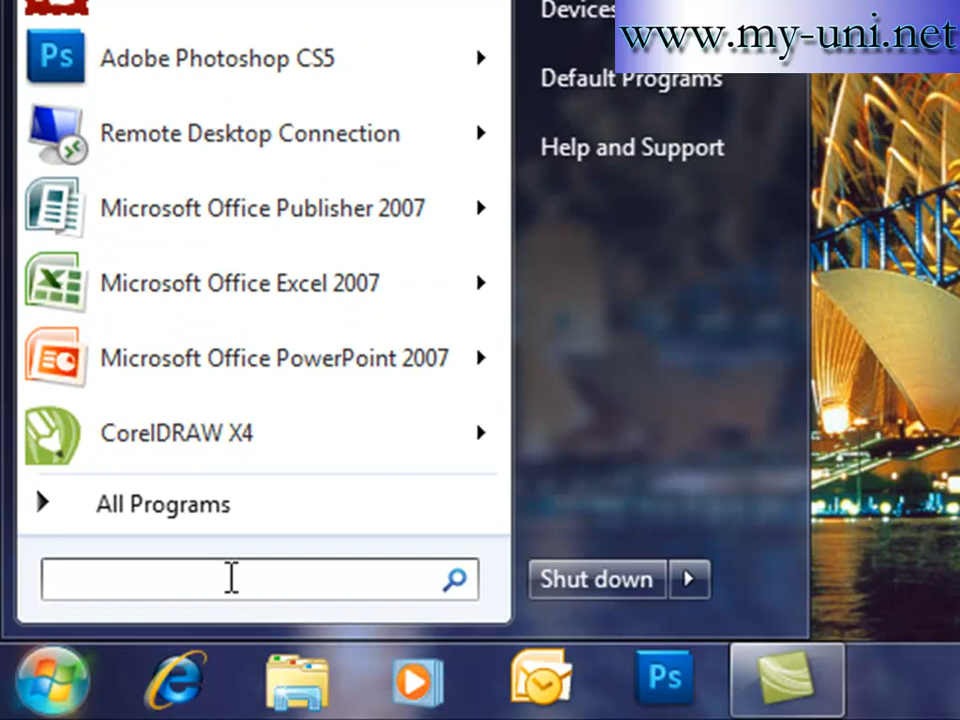 Devices
www.my-uni.net
Ps
Adobe Photoshop CS5
Default Programs
Remote Desktop Connection
Help and Support
Microsoft Office Publisher 2007
Microsoft Office Excel 2007
Microsoft Office PowerPoint 2007
CorelDRAW X4
All Programs
Shut down
Ps